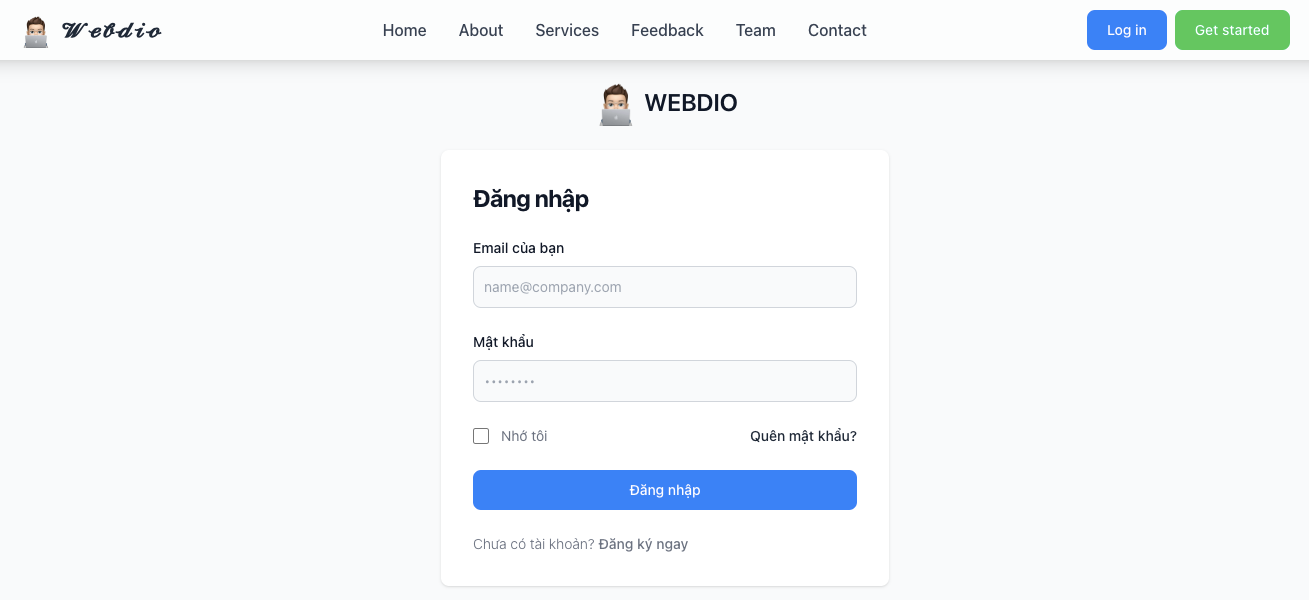 Webdio
Home About Services Feedback Team Contact
Log in Get started
WEBDIO
Đăng nhập
Email của bạn
name@company.com
Mật khẩu
••••••••
Nhớ tôi Quên mật khẩu?
Đăng nhập
Chưa có tài khoản? Đăng ký ngay